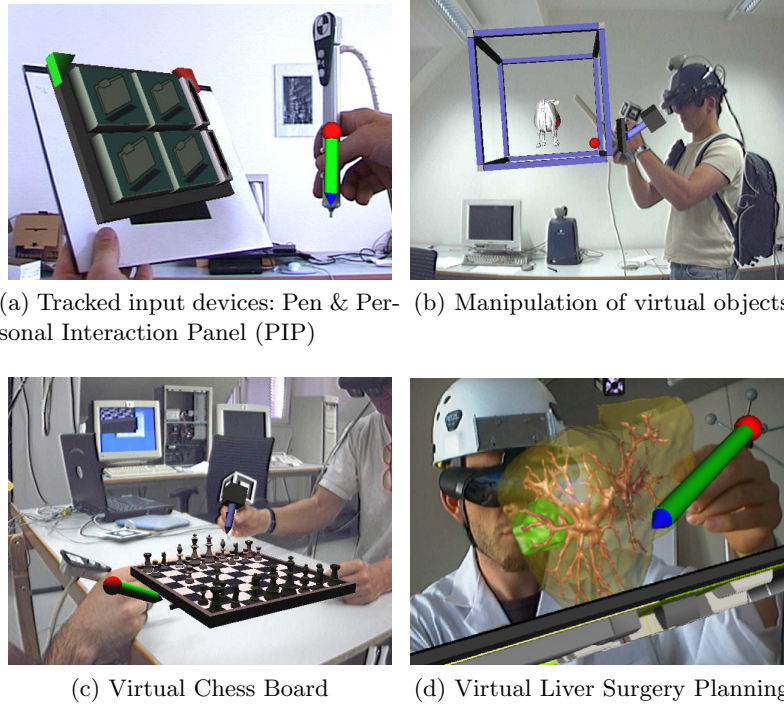 (a) Tracked input devices: Pen & Per-
sonal Interaction Panel (PIP)
(b) Manipulation of virtual objects
(c) Virtual Chess Board
(d) Virtual Liver Surgery Planning